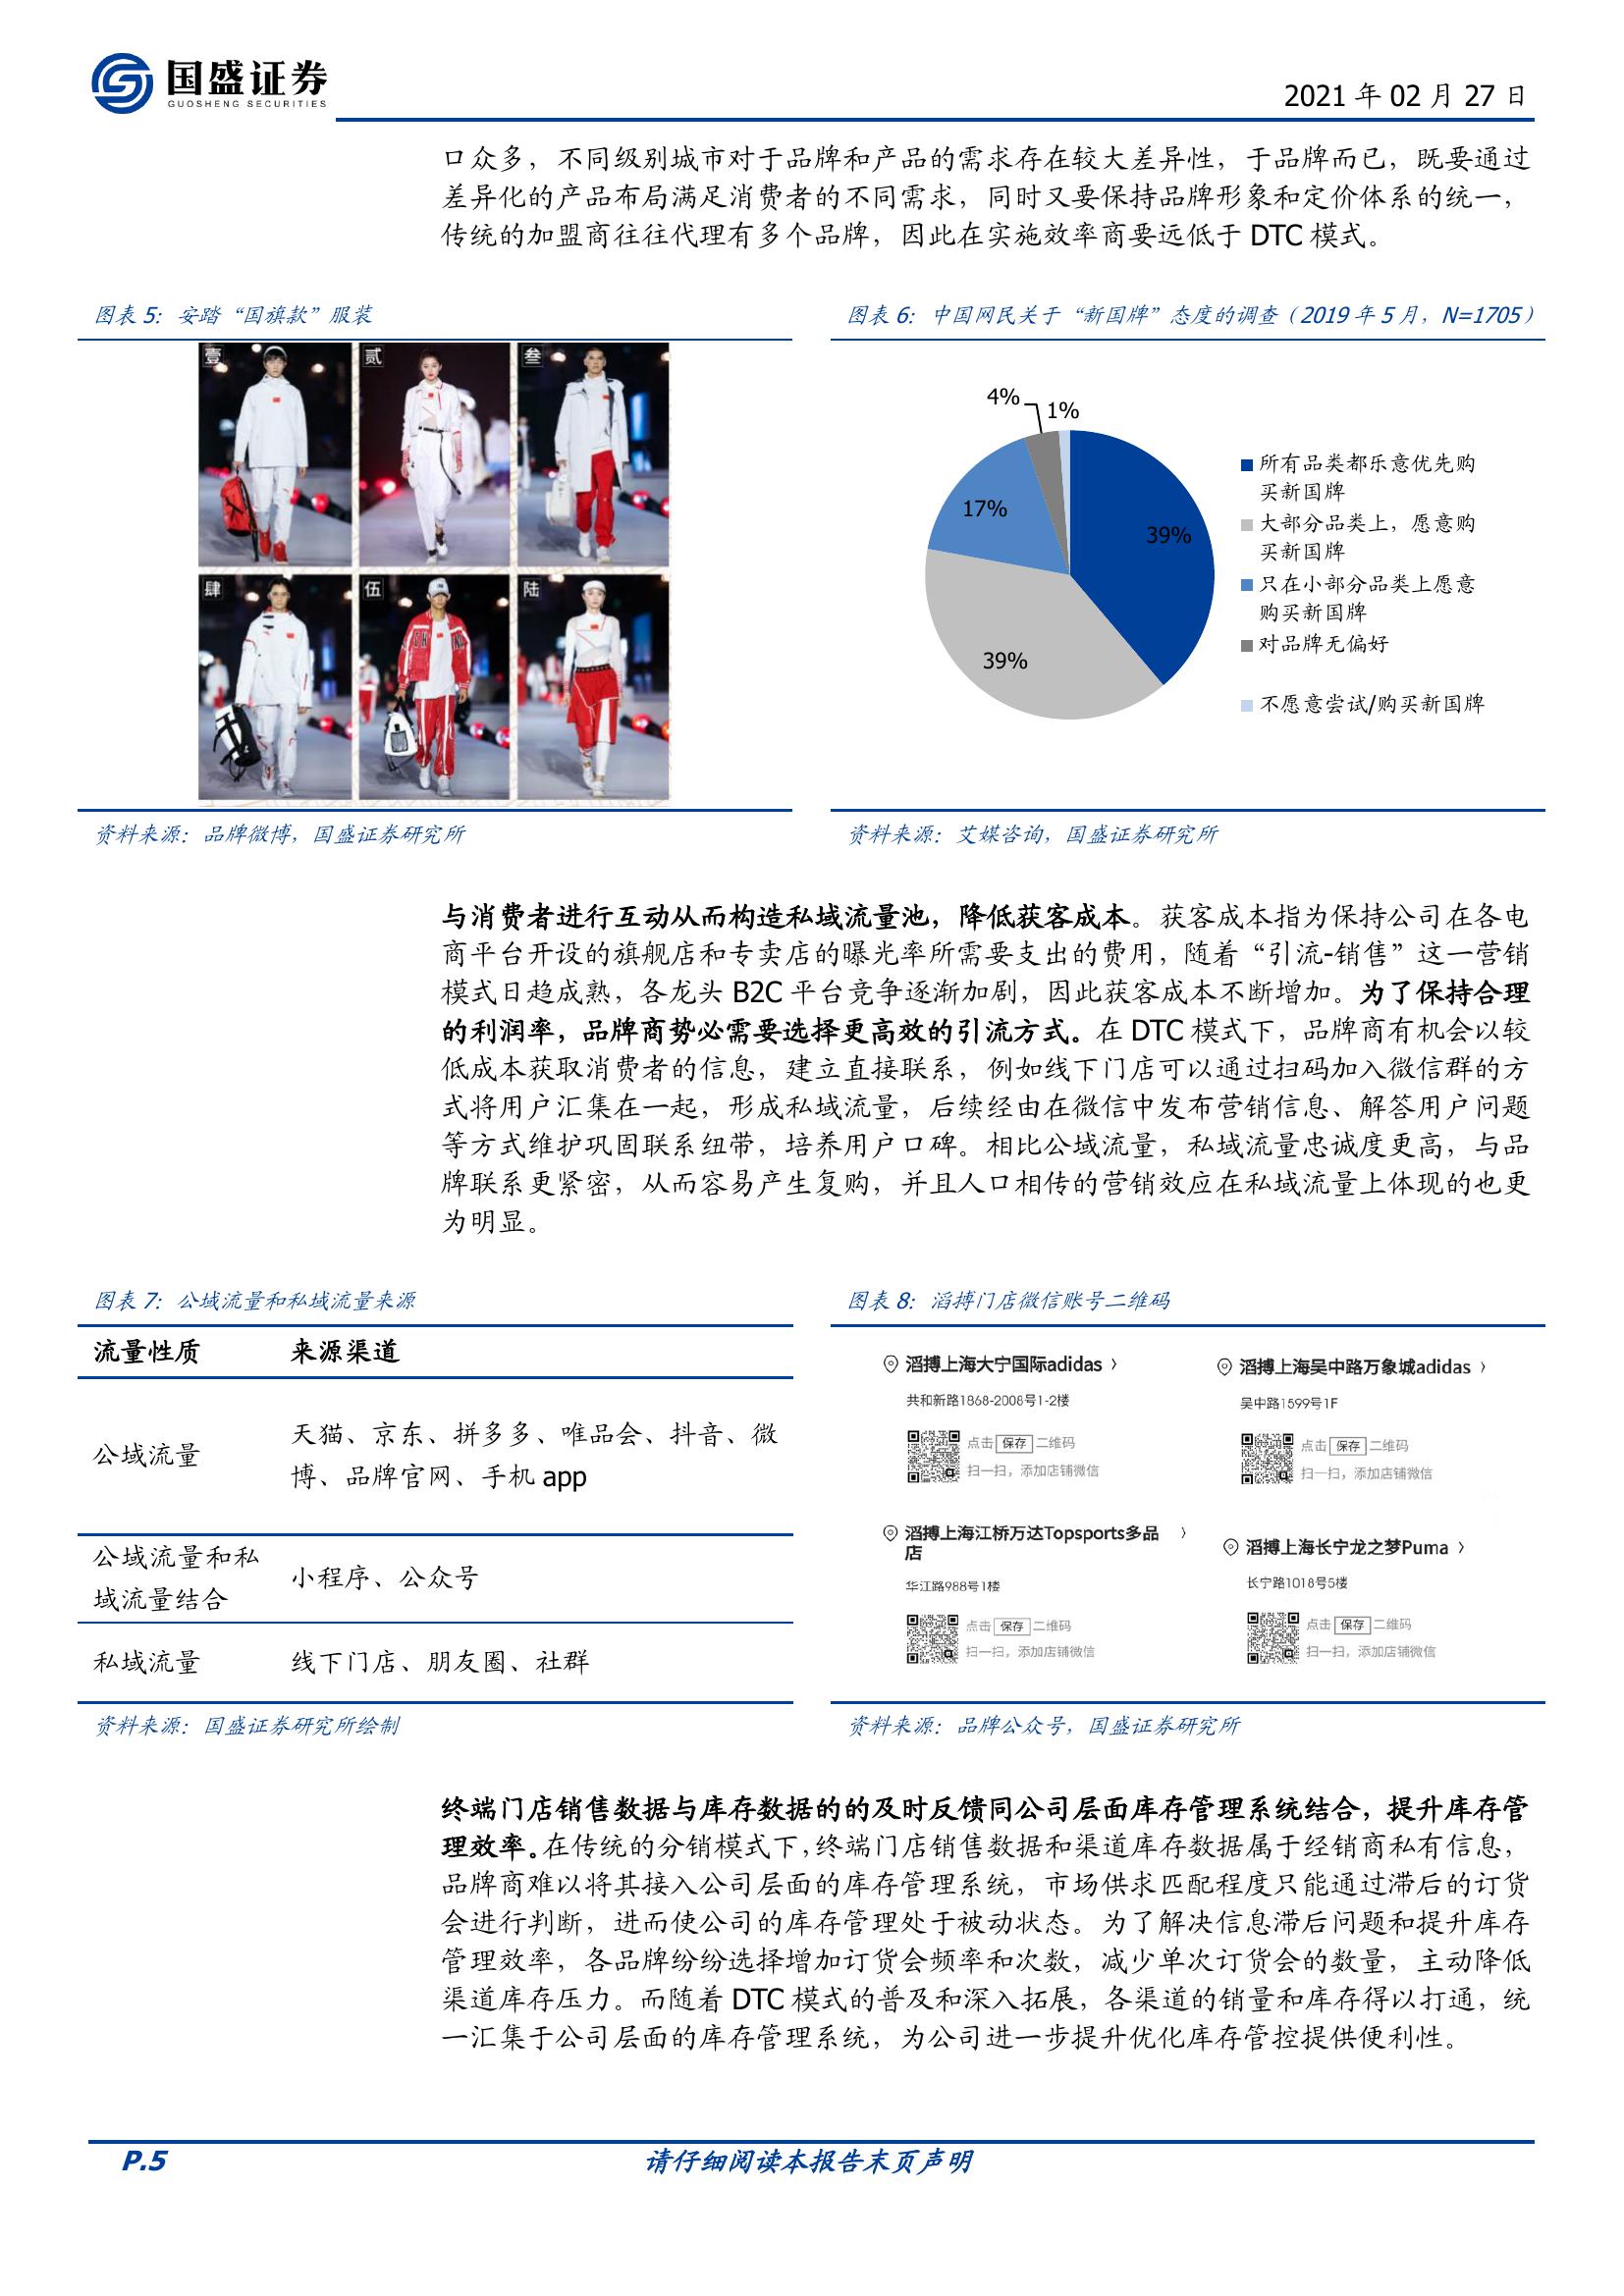 国盛证券
GUOSHENG SECURITIES
2021 年 02 月 27 日
口众多，不同级别城市对于品牌和产品的需求存在较大差异性，于品牌而已，既要通过
差异化的产品布局满足消费者的不同需求，同时又要保持品牌形象和定价体系的统一，
传统的加盟商往往代理有多个品牌，因此在实施效率商要远低于 DTC 模式。
图表 5：安踏“国旗款”服装
壹
贰
叁
肆
伍
陆
资料来源：品牌微博，国盛证券研究所
图表 6：中国网民关于“新国牌”态度的调查（2019 年 5 月，N=1705）
4%
1%
17%
39%
39%
所有品类都乐意优先购
买新国牌
大部分品类上，愿意购
买新国牌
只在小部分品类上愿意
购买新国牌
对品牌无偏好
不愿意尝试/购买新国牌
资料来源：艾媒咨询，国盛证券研究所
与消费者进行互动从而构造私域流量池，降低获客成本。获客成本指为保持公司在各电
商平台开设的旗舰店和专卖店的曝光率所需要支出的费用，随着“引流-销售”这一营销
模式日趋成熟，各龙头 B2C 平台竞争逐渐加剧，因此获客成本不断增加。为了保持合理
的利润率，品牌商势必需要选择更高效的引流方式。在 DTC 模式下，品牌商有机会以较
低成本获取消费者的信息，建立直接联系，例如线下门店可以通过扫码加入微信群的方
式将用户汇集在一起，形成私域流量，后续经由在微信中发布营销信息、解答用户问题
等方式维护巩固联系纽带，培养用户口碑。相比公域流量，私域流量忠诚度更高，与品
牌联系更紧密，从而容易产生复购，并且人口相传的营销效应在私域流量上体现的也更
为明显。
图表 7：公域流量和私域流量来源
流量性质 来源渠道
公域流量
天猫、京东、拼多多、唯品会、抖音、微
博、品牌官网、手机 app
公域流量和私
域流量结合
小程序、公众号
私域流量 线下门店、朋友圈、社群
资料来源：国盛证券研究所绘制
图表 8：滔搏门店微信账号二维码
滔搏上海大宁国际adidas 〉
共和新路1868-2008号1-2楼
点击 保存 二维码
扫一扫，添加店铺微信
滔搏上海吴中路万象城adidas 〉
吴中路1599号1F
点击 保存 二维码
扫一扫，添加店铺微信
滔搏上海江桥万达Topsports多品 〉
店
华江路988号1楼
点击 保存 二维码
扫一扫，添加店铺微信
滔搏上海长宁龙之梦Puma 〉
长宁路1018号5楼
点击 保存 二维码
扫一扫，添加店铺微信
资料来源：品牌公众号，国盛证券研究所
终端门店销售数据与库存数据的的及时反馈同公司层面库存管理系统结合，提升库存管
理效率。在传统的分销模式下，终端门店销售数据和渠道库存数据属于经销商私有信息，
品牌商难以将其接入公司层面的库存管理系统，市场供求匹配程度只能通过滞后的订货
会进行判断，进而使公司的库存管理处于被动状态。为了解决信息滞后问题和提升库存
管理效率，各品牌纷纷选择增加订货会频率和次数，减少单次订货会的数量，主动降低
渠道库存压力。而随着 DTC 模式的普及和深入拓展，各渠道的销量和库存得以打通，统
一汇集于公司层面的库存管理系统，为公司进一步提升优化库存管控提供便利性。
P.5
请仔细阅读本报告末页声明